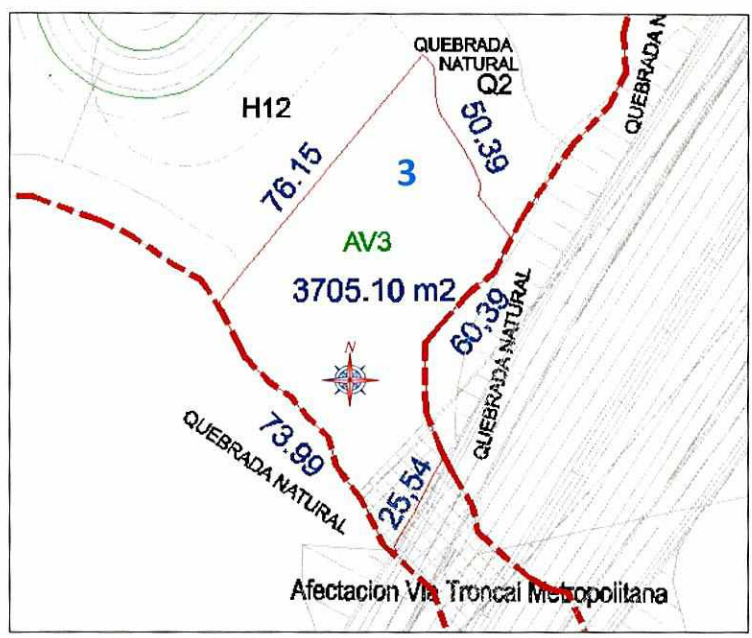 QUEBRADA
NATURAL
Q2
QUEBRADA N
H12
76.15
50.39
3
AV3
3705.10 m2
60,39
N
QUEBRADA NATURAL
73.99
QUEBRADA NATURAL
25,54
Afectacion Via Troncal Metropolitana